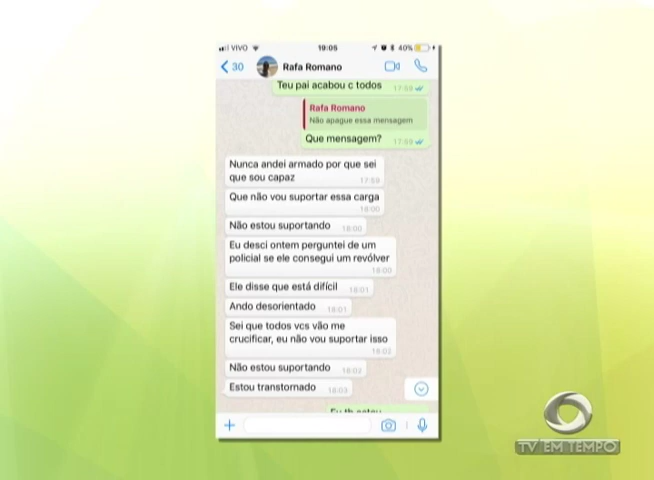 VIVO
19:05
40%
30
Rafa Romano
Teu pai acabou c todos
17:59
Rafa Romano
Não apague essa mensagem
Que mensagem?
17:59
Nunca andei armado por que sei
que sou capaz
17:59
Que não vou suportar essa carga
18:00
Não estou suportando
18:00
Eu desci ontem perguntei de um
policial se ele consegui um revólver
18:00
Ele disse que está difícil
18:01
Ando desorientado
18:01
Sei que todos vcs vão me
crucificar, eu não vou suportar isso
18:02
Não estou suportando
18:02
Estou transtornado
18:03
TV EM TEMPO